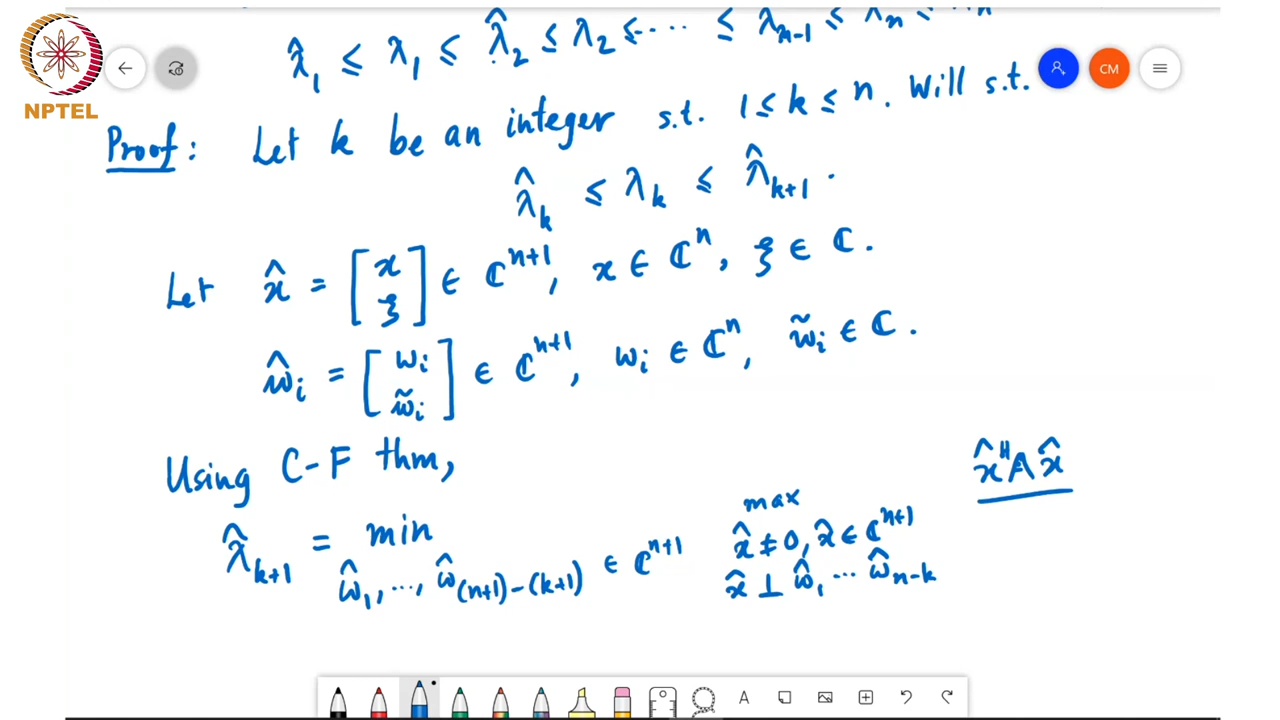 λ̂₁ ≤ λ₁ ≤ λ̂₂ ≤ λ₂ ≤ ⋯ ≤ λₙ₋₁ ≤ λ̂ₙ ≤
NPTEL
CM
Proof: Let k be an integer s.t. 1 ≤ k ≤ n. Will s.t.
λ̂ₖ ≤ λₖ ≤ λ̂ₖ₊₁.
Let x̂ = [x ξ] ∈ ℂⁿ⁺¹, x ∈ ℂⁿ, ξ ∈ ℂ.
ŵᵢ = [wᵢ w̃ᵢ] ∈ ℂⁿ⁺¹, wᵢ ∈ ℂⁿ, w̃ᵢ ∈ ℂ.
Using C-F thm,
λ̂ₖ₊₁ = min max x̂ᴴAx̂
ŵ₁, ..., ŵ₍ₙ₊₁₎₋₍ₖ₊₁₎ ∈ ℂⁿ⁺¹ x̂ ≠ 0, x̂ ∈ ℂⁿ⁺¹
x̂ ⊥ ŵ₁ ⋯ ŵₙ₋ₖ
A